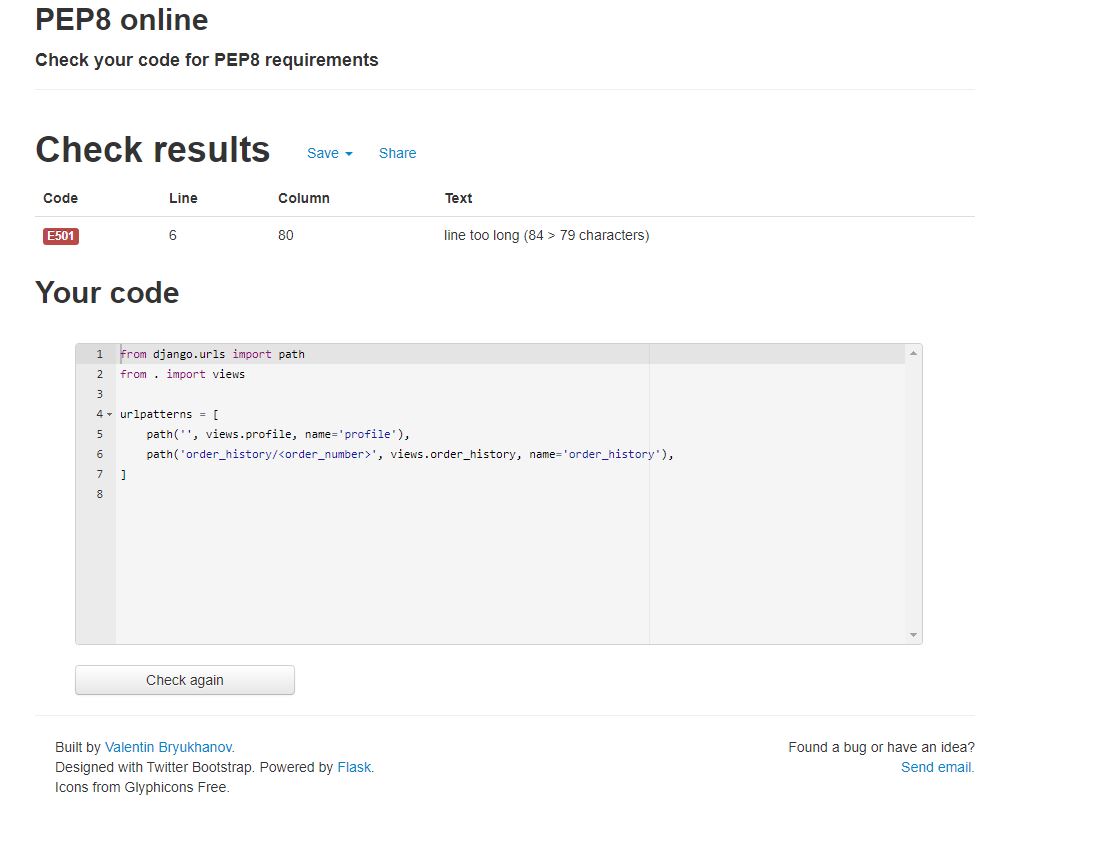 PEP8 online
Check your code for PEP8 requirements
Check results Save Share
Code Line Column Text
E501 6 80 line too long (84 > 79 characters)
Your code
1 from django.urls import path
2 from . import views
3
4 urlpatterns = [
5     path('', views.profile, name='profile'),
6     path('order_history/<order_number>', views.order_history, name='order_history'),
7 ]
8
Check again
Built by Valentin Bryukhanov. Found a bug or have an idea?
Designed with Twitter Bootstrap. Powered by Flask. Send email.
Icons from Glyphicons Free.